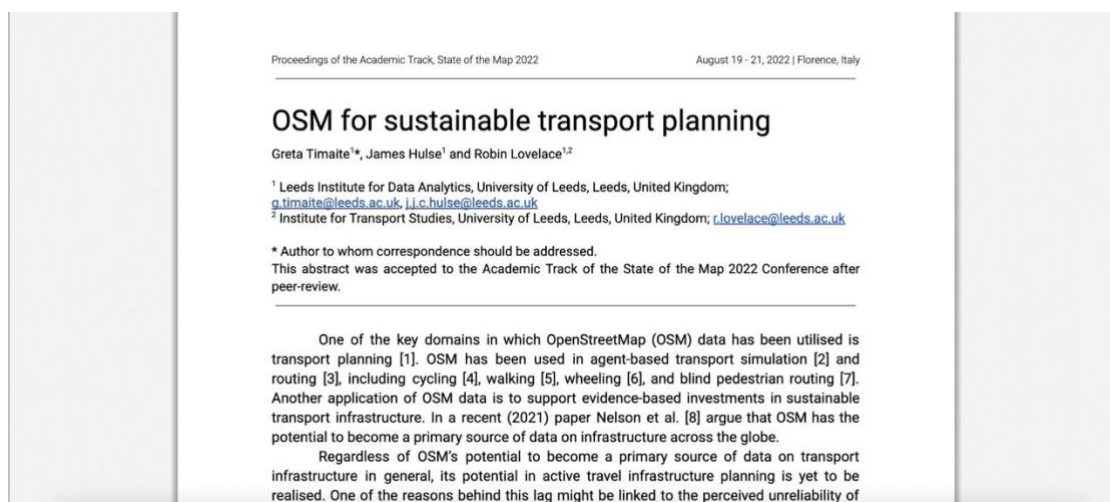 Proceedings of the Academic Track, State of the Map 2022 August 19 - 21, 2022 | Florence, Italy
OSM for sustainable transport planning
Greta Timaite¹*, James Hulse¹ and Robin Lovelace¹,²
¹ Leeds Institute for Data Analytics, University of Leeds, Leeds, United Kingdom;
g.timaite@leeds.ac.uk, j.j.c.hulse@leeds.ac.uk
² Institute for Transport Studies, University of Leeds, Leeds, United Kingdom; r.lovelace@leeds.ac.uk
* Author to whom correspondence should be addressed.
This abstract was accepted to the Academic Track of the State of the Map 2022 Conference after
peer-review.
One of the key domains in which OpenStreetMap (OSM) data has been utilised is
transport planning [1]. OSM has been used in agent-based transport simulation [2] and
routing [3], including cycling [4], walking [5], wheeling [6], and blind pedestrian routing [7].
Another application of OSM data is to support evidence-based investments in sustainable
transport infrastructure. In a recent (2021) paper Nelson et al. [8] argue that OSM has the
potential to become a primary source of data on infrastructure across the globe.
Regardless of OSM's potential to become a primary source of data on transport
infrastructure in general, its potential in active travel infrastructure planning is yet to be
realised. One of the reasons behind this lag might be linked to the perceived unreliability of